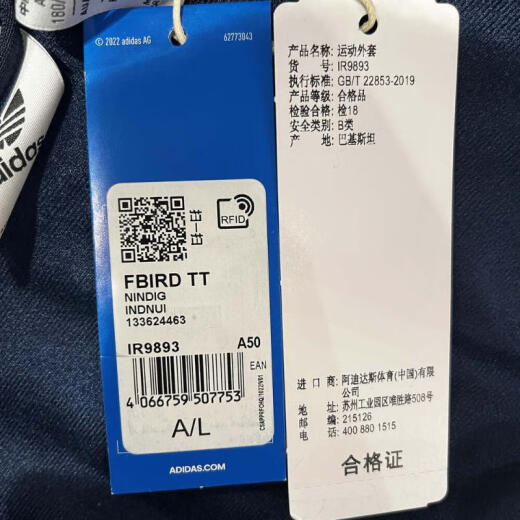 180/
adidas
© 2022 adidas AG
62773043
RFID
FBIRD TT
NINDIG
INDNUI
133624463
IR9893
A50
EAN
4 066759 507753
A/L
ADIDAS.COM
产品名称: 运动外套
货 号: IR9893
执行标准: GB/T 22853-2019
产品等级: 合格品
检验合格: 检18
安全类别: B类
产 地: 巴基斯坦
进 口 商: 阿迪达斯体育(中国)有限
公司
地 址: 苏州工业园区唯胜路508号
邮 编: 215126
电 话: 400 880 1515
合格证